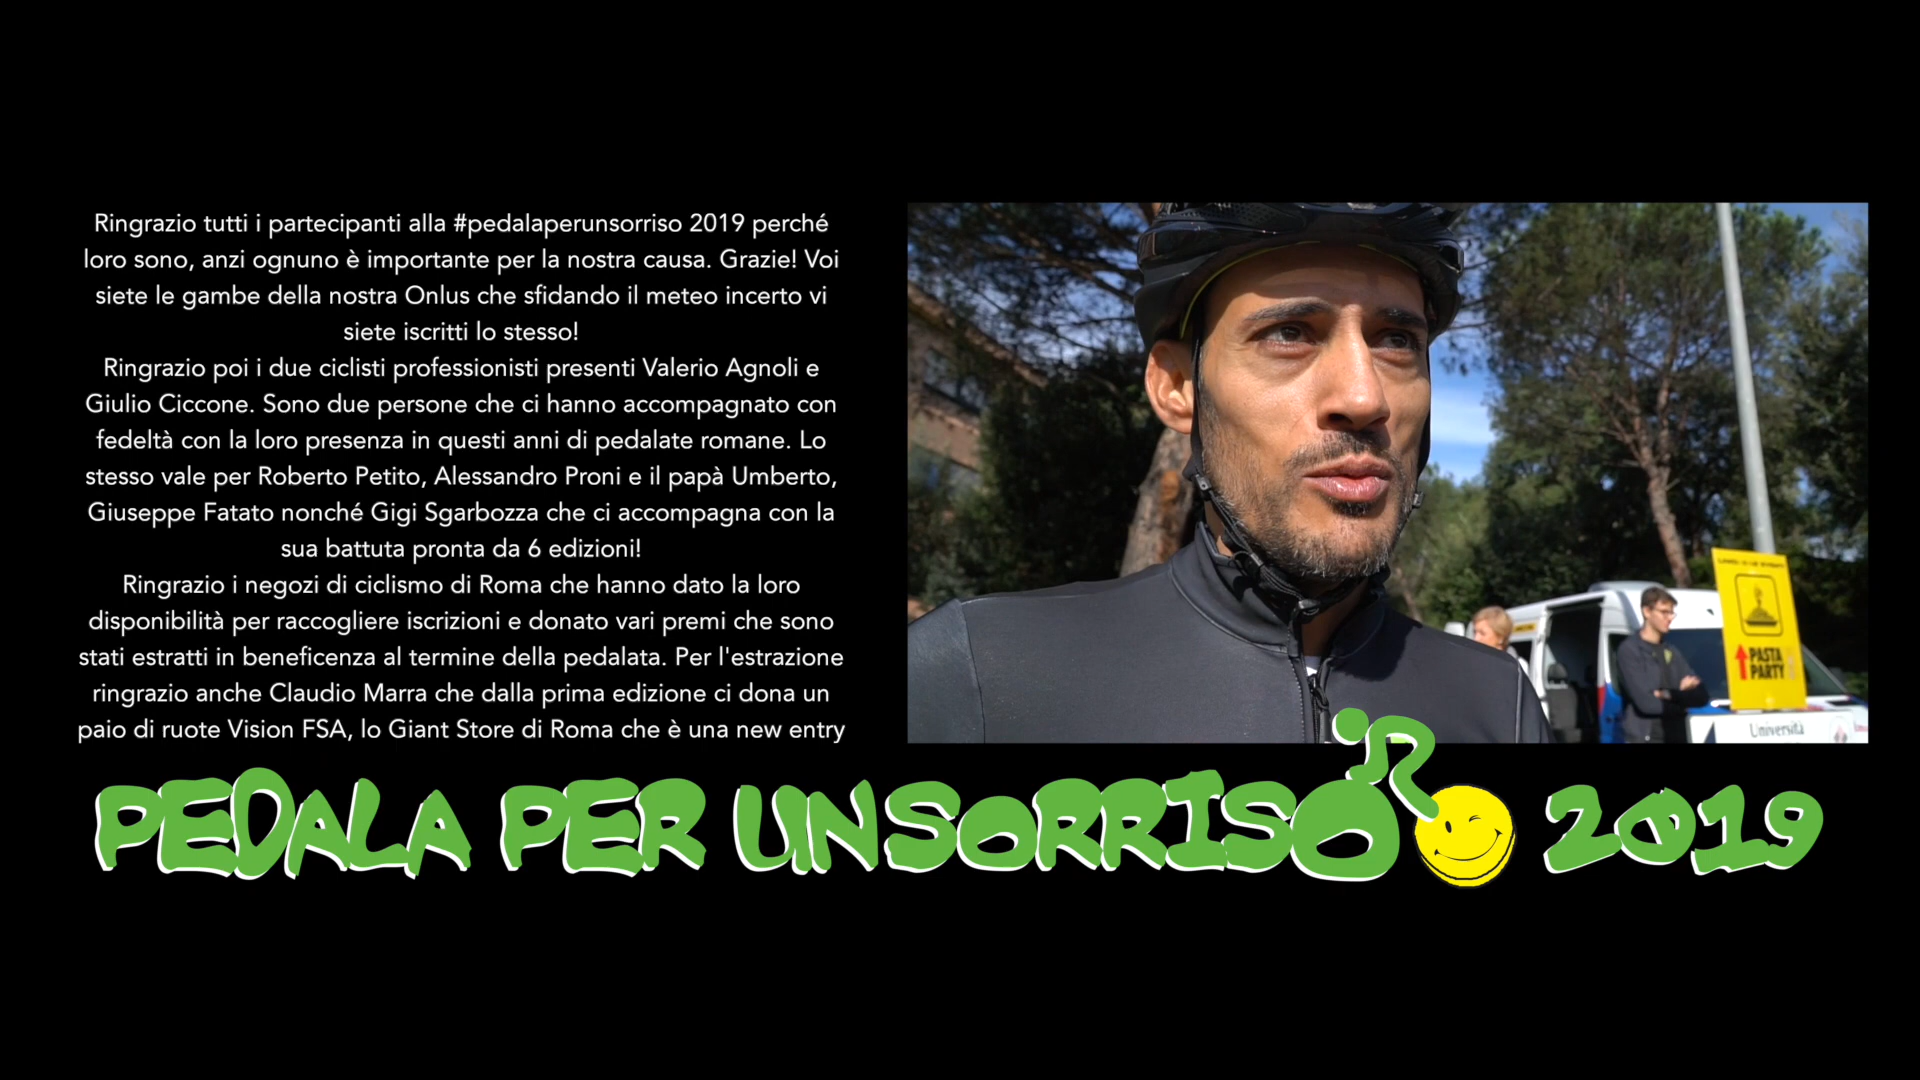 Ringrazio tutti i partecipanti alla #pedalaperunsorriso 2019 perché
loro sono, anzi ognuno è importante per la nostra causa. Grazie! Voi
siete le gambe della nostra Onlus che sfidando il meteo incerto vi
siete iscritti lo stesso!
Ringrazio poi i due ciclisti professionisti presenti Valerio Agnoli e
Giulio Ciccone. Sono due persone che ci hanno accompagnato con
fedeltà con la loro presenza in questi anni di pedalate romane. Lo
stesso vale per Roberto Petito, Alessandro Proni e il papà Umberto,
Giuseppe Fatato nonché Gigi Sgarbozza che ci accompagna con la
sua battuta pronta da 6 edizioni!
Ringrazio i negozi di ciclismo di Roma che hanno dato la loro
disponibilità per raccogliere iscrizioni e donato vari premi che sono
stati estratti in beneficenza al termine della pedalata. Per l'estrazione
ringrazio anche Claudio Marra che dalla prima edizione ci dona un
paio di ruote Vision FSA, lo Giant Store di Roma che è una new entry
PASTA
PARTY
Università
PEDALA PER UNSORRISO 2019